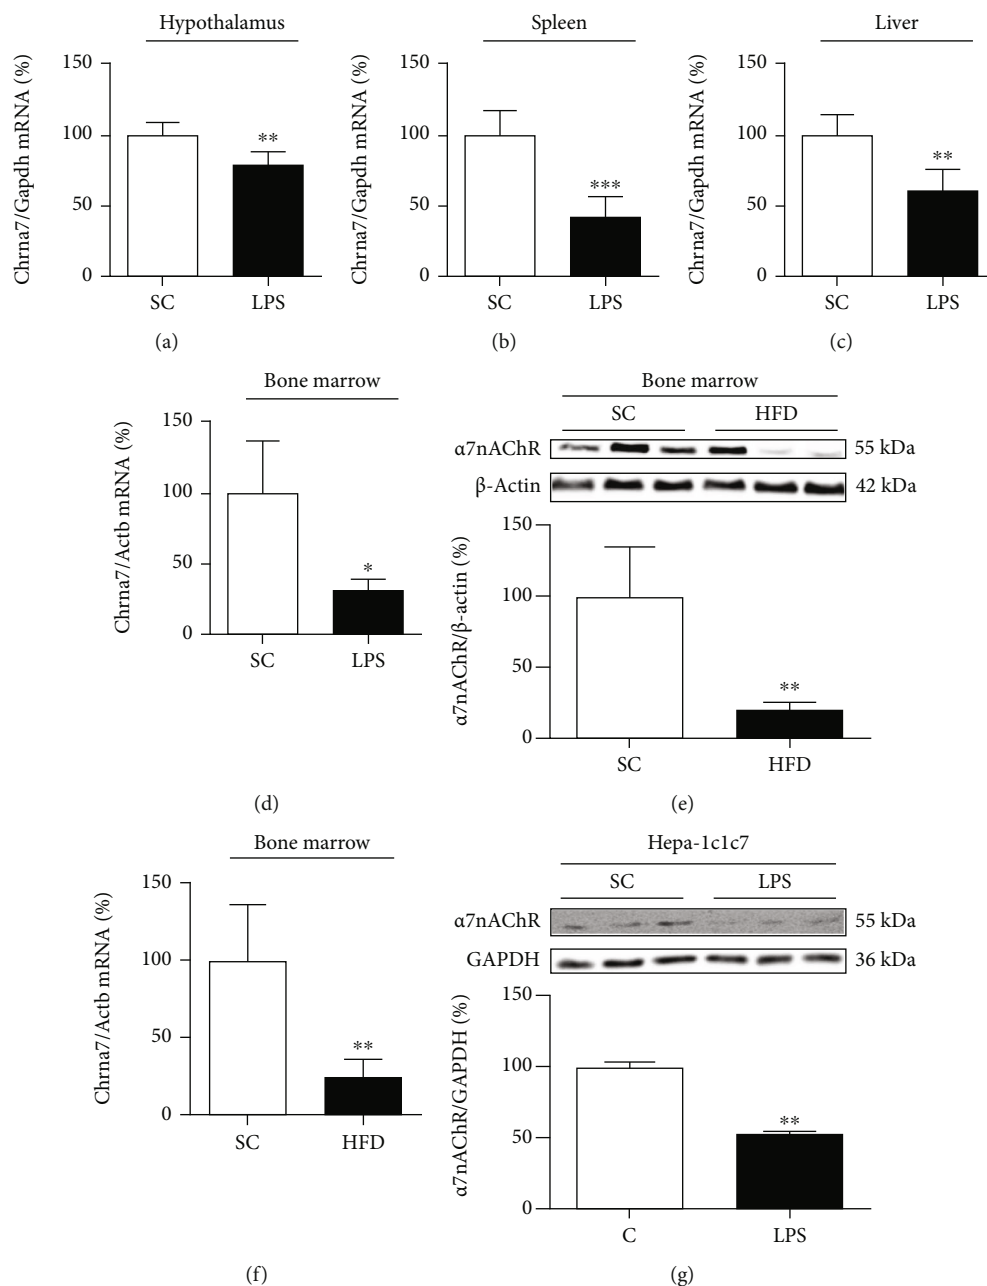 Hypothalamus
Chrna7/Gapdh mRNA (%)
150
100
50
0
**
SC LPS
(a)
Spleen
Chrna7/Gapdh mRNA (%)
150
100
50
0
***
SC LPS
(b)
Liver
Chrna7/Gapdh mRNA (%)
150
100
50
0
**
SC LPS
(c)
Bone marrow
Chrna7/Actb mRNA (%)
150
100
50
0
*
SC LPS
(d)
Bone marrow
SC HFD
α7nAChR 55 kDa
β-Actin 42 kDa
α7nAChR/β-actin (%)
150
100
50
0
**
SC HFD
(e)
Bone marrow
Chrna7/Actb mRNA (%)
150
100
50
0
**
SC HFD
(f)
Hepa-1c1c7
SC LPS
α7nAChR 55 kDa
GAPDH 36 kDa
α7nAChR/GAPDH (%)
150
100
50
0
**
C LPS
(g)